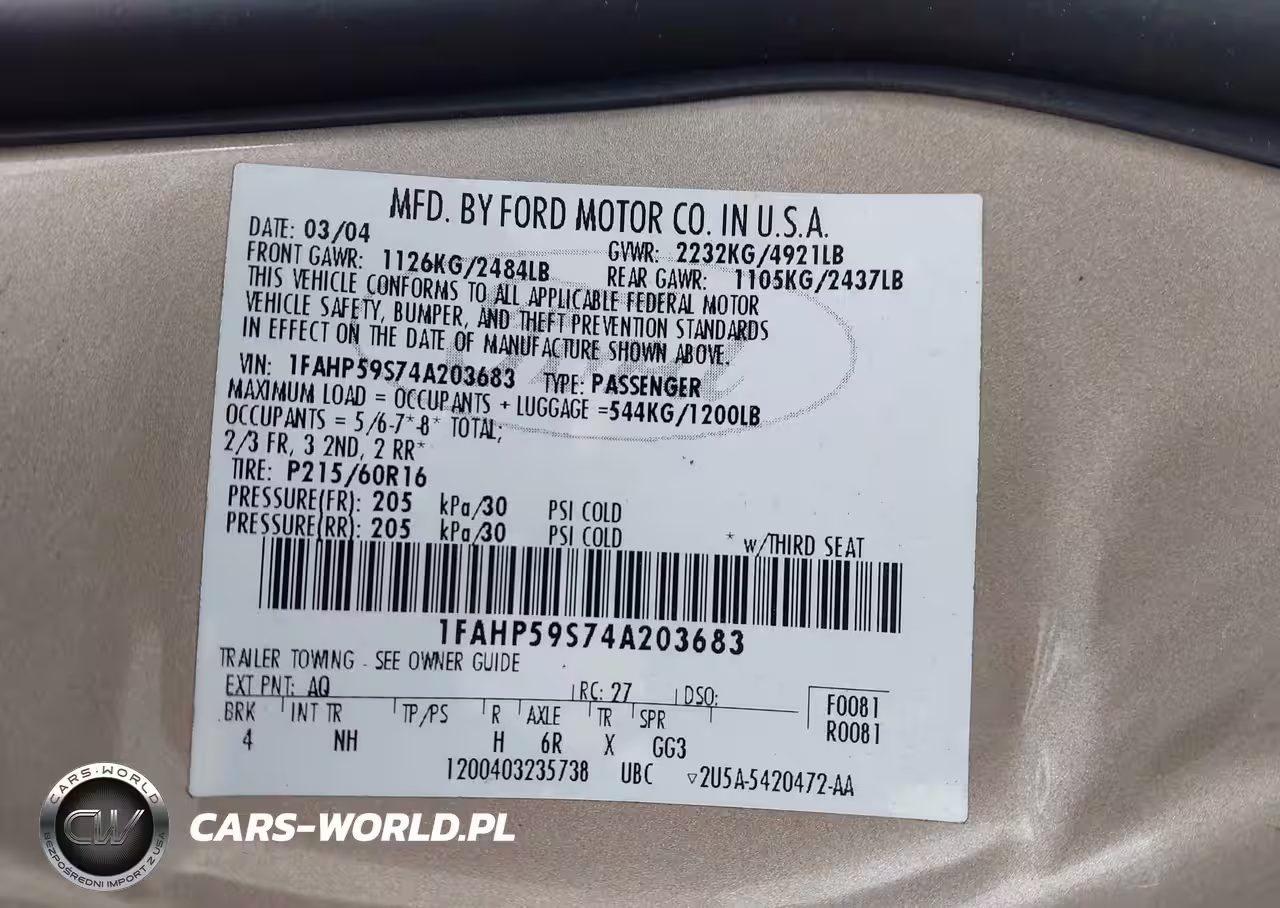 MFD. BY FORD MOTOR CO. IN U.S.A.
DATE: 03/04 GVWR: 2232KG/4921LB
FRONT GAWR: 1126KG/2484LB REAR GAWR: 1105KG/2437LB
THIS VEHICLE CONFORMS TO ALL APPLICABLE FEDERAL MOTOR
VEHICLE SAFETY, BUMPER, AND THEFT PREVENTION STANDARDS
IN EFFECT ON THE DATE OF MANUFACTURE SHOWN ABOVE.
VIN: 1FAHP59S74A203683 TYPE: PASSENGER
MAXIMUM LOAD = OCCUPANTS + LUGGAGE =544KG/1200LB
OCCUPANTS = 5/6-7*-8* TOTAL;
2/3 FR, 3 2ND, 2 RR*
TIRE: P215/60R16
PRESSURE(FR): 205 kPa/30 PSI COLD
PRESSURE(RR): 205 kPa/30 PSI COLD * w/THIRD SEAT
1FAHP59S74A203683
TRAILER TOWING - SEE OWNER GUIDE
EXT PNT: AQ RC: 27 DSO: F0081
BRK INT TR TP/PS R AXLE TR SPR R0081
4 NH H 6R X GG3
1200403235738 UBC ▽2U5A-5420472-AA
CARS-WORLD
CW
BEZPOŚREDNI IMPORT Z USA
CARS-WORLD.PL